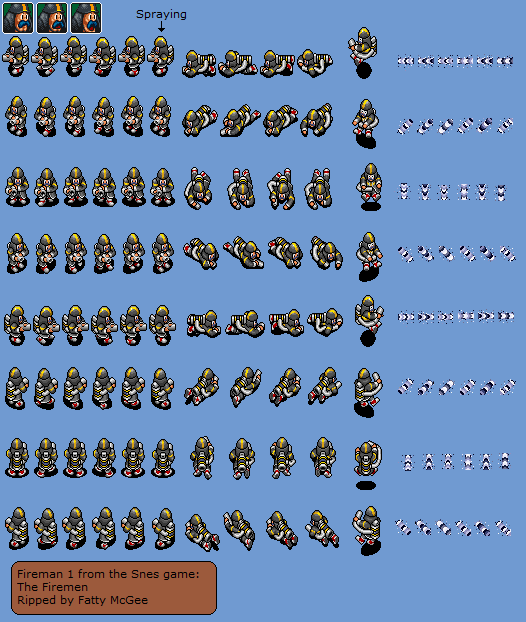 Spraying
Fireman 1 from the Snes game:
The Firemen
Ripped by Fatty McGee